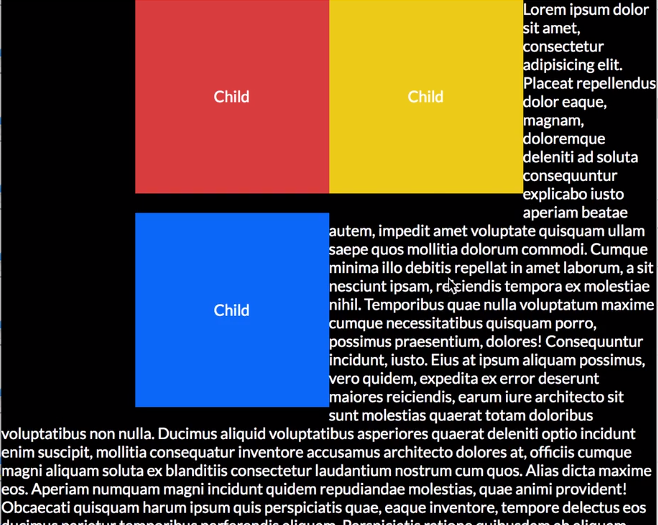 Lorem ipsum dolor
sit amet,
consectetur
adipisicing elit.
Placeat repellendus
dolor eaque,
Child
Child
magnam,
doloremque
deleniti ad soluta
consequuntur
explicabo iusto
aperiam beatae
autem, impedit amet voluptate quisquam ullam
saepe quos mollitia dolorum commodi. Cumque
minima illo debitis repellat in amet laborum, a sit
nesciunt ipsam, reiciendis tempora ex molestiae
nihil. Temporibus quae nulla voluptatum maxime
Child
cumque necessitatibus quisquam porro,
possimus praesentium, dolores! Consequuntur
incidunt, iusto. Eius at ipsum aliquam possimus,
vero quidem, expedita ex error deserunt
maiores reiciendis, earum iure architecto sit
sunt molestias quaerat totam doloribus
voluptatibus non nulla. Ducimus aliquid voluptatibus asperiores quaerat deleniti optio incidunt
enim suscipit, mollitia consequatur inventore accusamus architecto dolores at, officiis cumque
magni aliquam soluta ex blanditiis consectetur laudantium nostrum cum quos. Alias dicta maxime
eos. Aperiam numquam magni incidunt quidem repudiandae molestias, quae animi provident!
Obcaecati quisquam harum ipsum quis perspiciatis quae, eaque inventore, tempore delectus eos